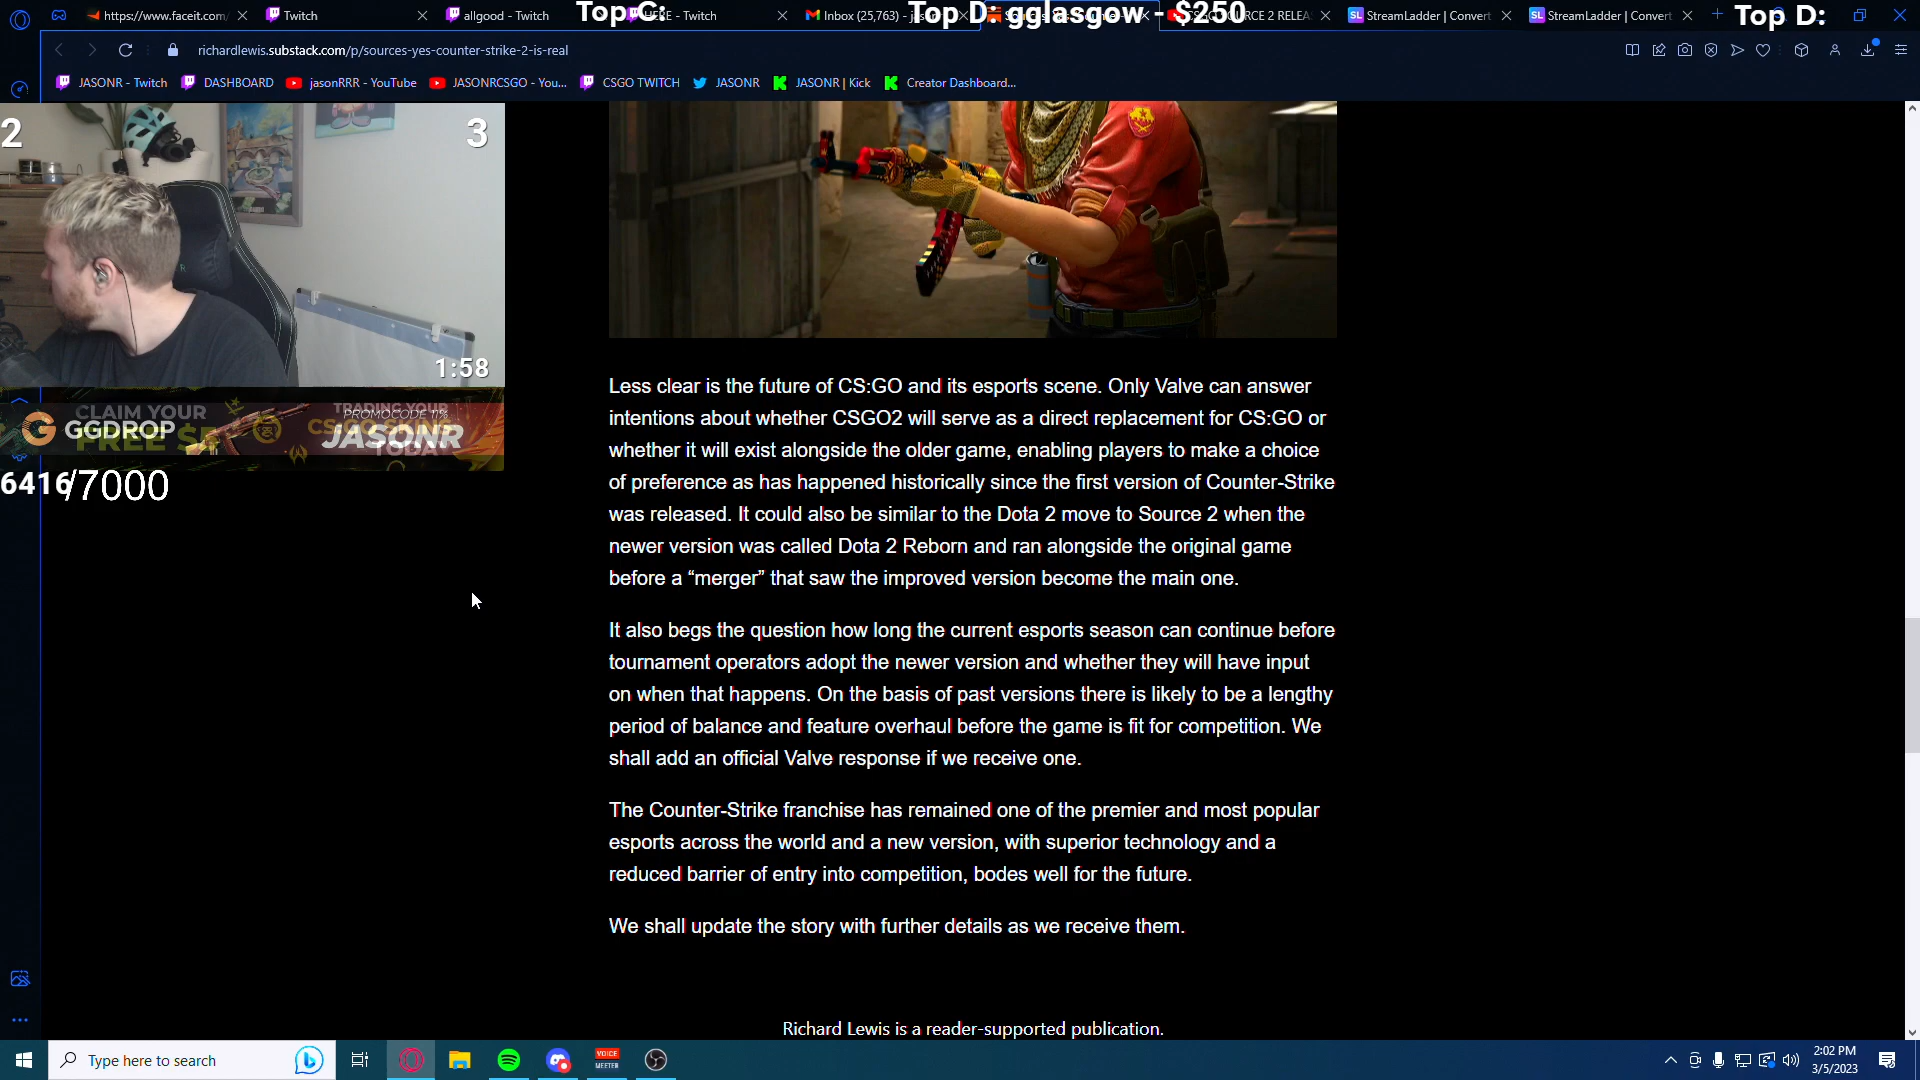 https://www.faceit.com/
Twitch
allgood - Twitch
Top C:
HERE - Twitch
Inbox (25,763) -
Top D: gglasgow - $250
SOURCE 2 RELEA
StreamLadder | Convert
StreamLadder | Convert
Top D:
richardlewis.substack.com/p/sources-yes-counter-strike-2-is-real
JASONR - Twitch
DASHBOARD
jasonRRR - YouTube
JASONRCSGO - You...
CSGO TWITCH
JASONR
JASONR | Kick
Creator Dashboard...
2
3
1:58
CLAIM YOUR
FREE $5
GGDROP
TRADING YOUR
PROMOCODE 11%
CS:GO SKINS
JASONR
TODAY
6416/7000
Less clear is the future of CS:GO and its esports scene. Only Valve can answer
intentions about whether CSGO2 will serve as a direct replacement for CS:GO or
whether it will exist alongside the older game, enabling players to make a choice
of preference as has happened historically since the first version of Counter-Strike
was released. It could also be similar to the Dota 2 move to Source 2 when the
newer version was called Dota 2 Reborn and ran alongside the original game
before a “merger” that saw the improved version become the main one.
It also begs the question how long the current esports season can continue before
tournament operators adopt the newer version and whether they will have input
on when that happens. On the basis of past versions there is likely to be a lengthy
period of balance and feature overhaul before the game is fit for competition. We
shall add an official Valve response if we receive one.
The Counter-Strike franchise has remained one of the premier and most popular
esports across the world and a new version, with superior technology and a
reduced barrier of entry into competition, bodes well for the future.
We shall update the story with further details as we receive them.
Richard Lewis is a reader-supported publication.
Type here to search
VOICE
MEETER
2:02 PM
3/5/2023